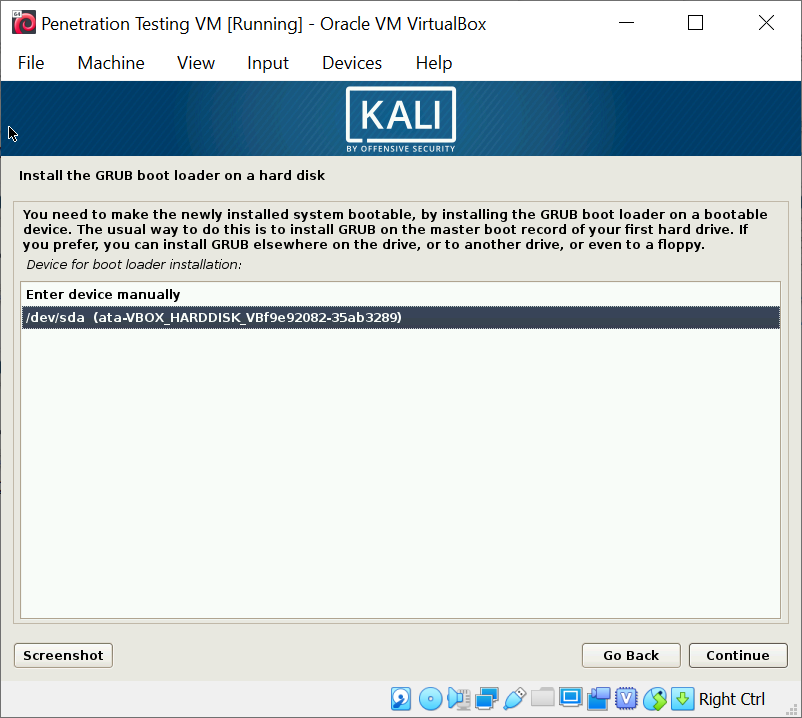 Penetration Testing VM [Running] - Oracle VM VirtualBox
File Machine View Input Devices Help
KALI
BY OFFENSIVE SECURITY
Install the GRUB boot loader on a hard disk
You need to make the newly installed system bootable, by installing the GRUB boot loader on a bootable
device. The usual way to do this is to install GRUB on the master boot record of your first hard drive. If
you prefer, you can install GRUB elsewhere on the drive, or to another drive, or even to a floppy.
Device for boot loader installation:
Enter device manually
/dev/sda (ata-VBOX_HARDDISK_VBf9e92082-35ab3289)
Screenshot Go Back Continue
Right Ctrl